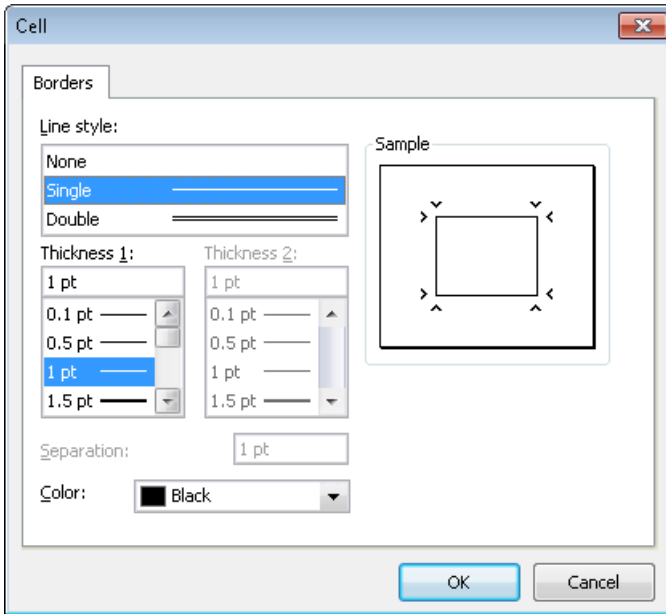 Cell
Borders
Line style:
Sample
None
Single
Double
Thickness 1:
Thickness 2:
1 pt
1 pt
0.1 pt
0.5 pt
1 pt
1.5 pt
0.1 pt
0.5 pt
1 pt
1.5 pt
Separation:
1 pt
Color:
Black
OK
Cancel